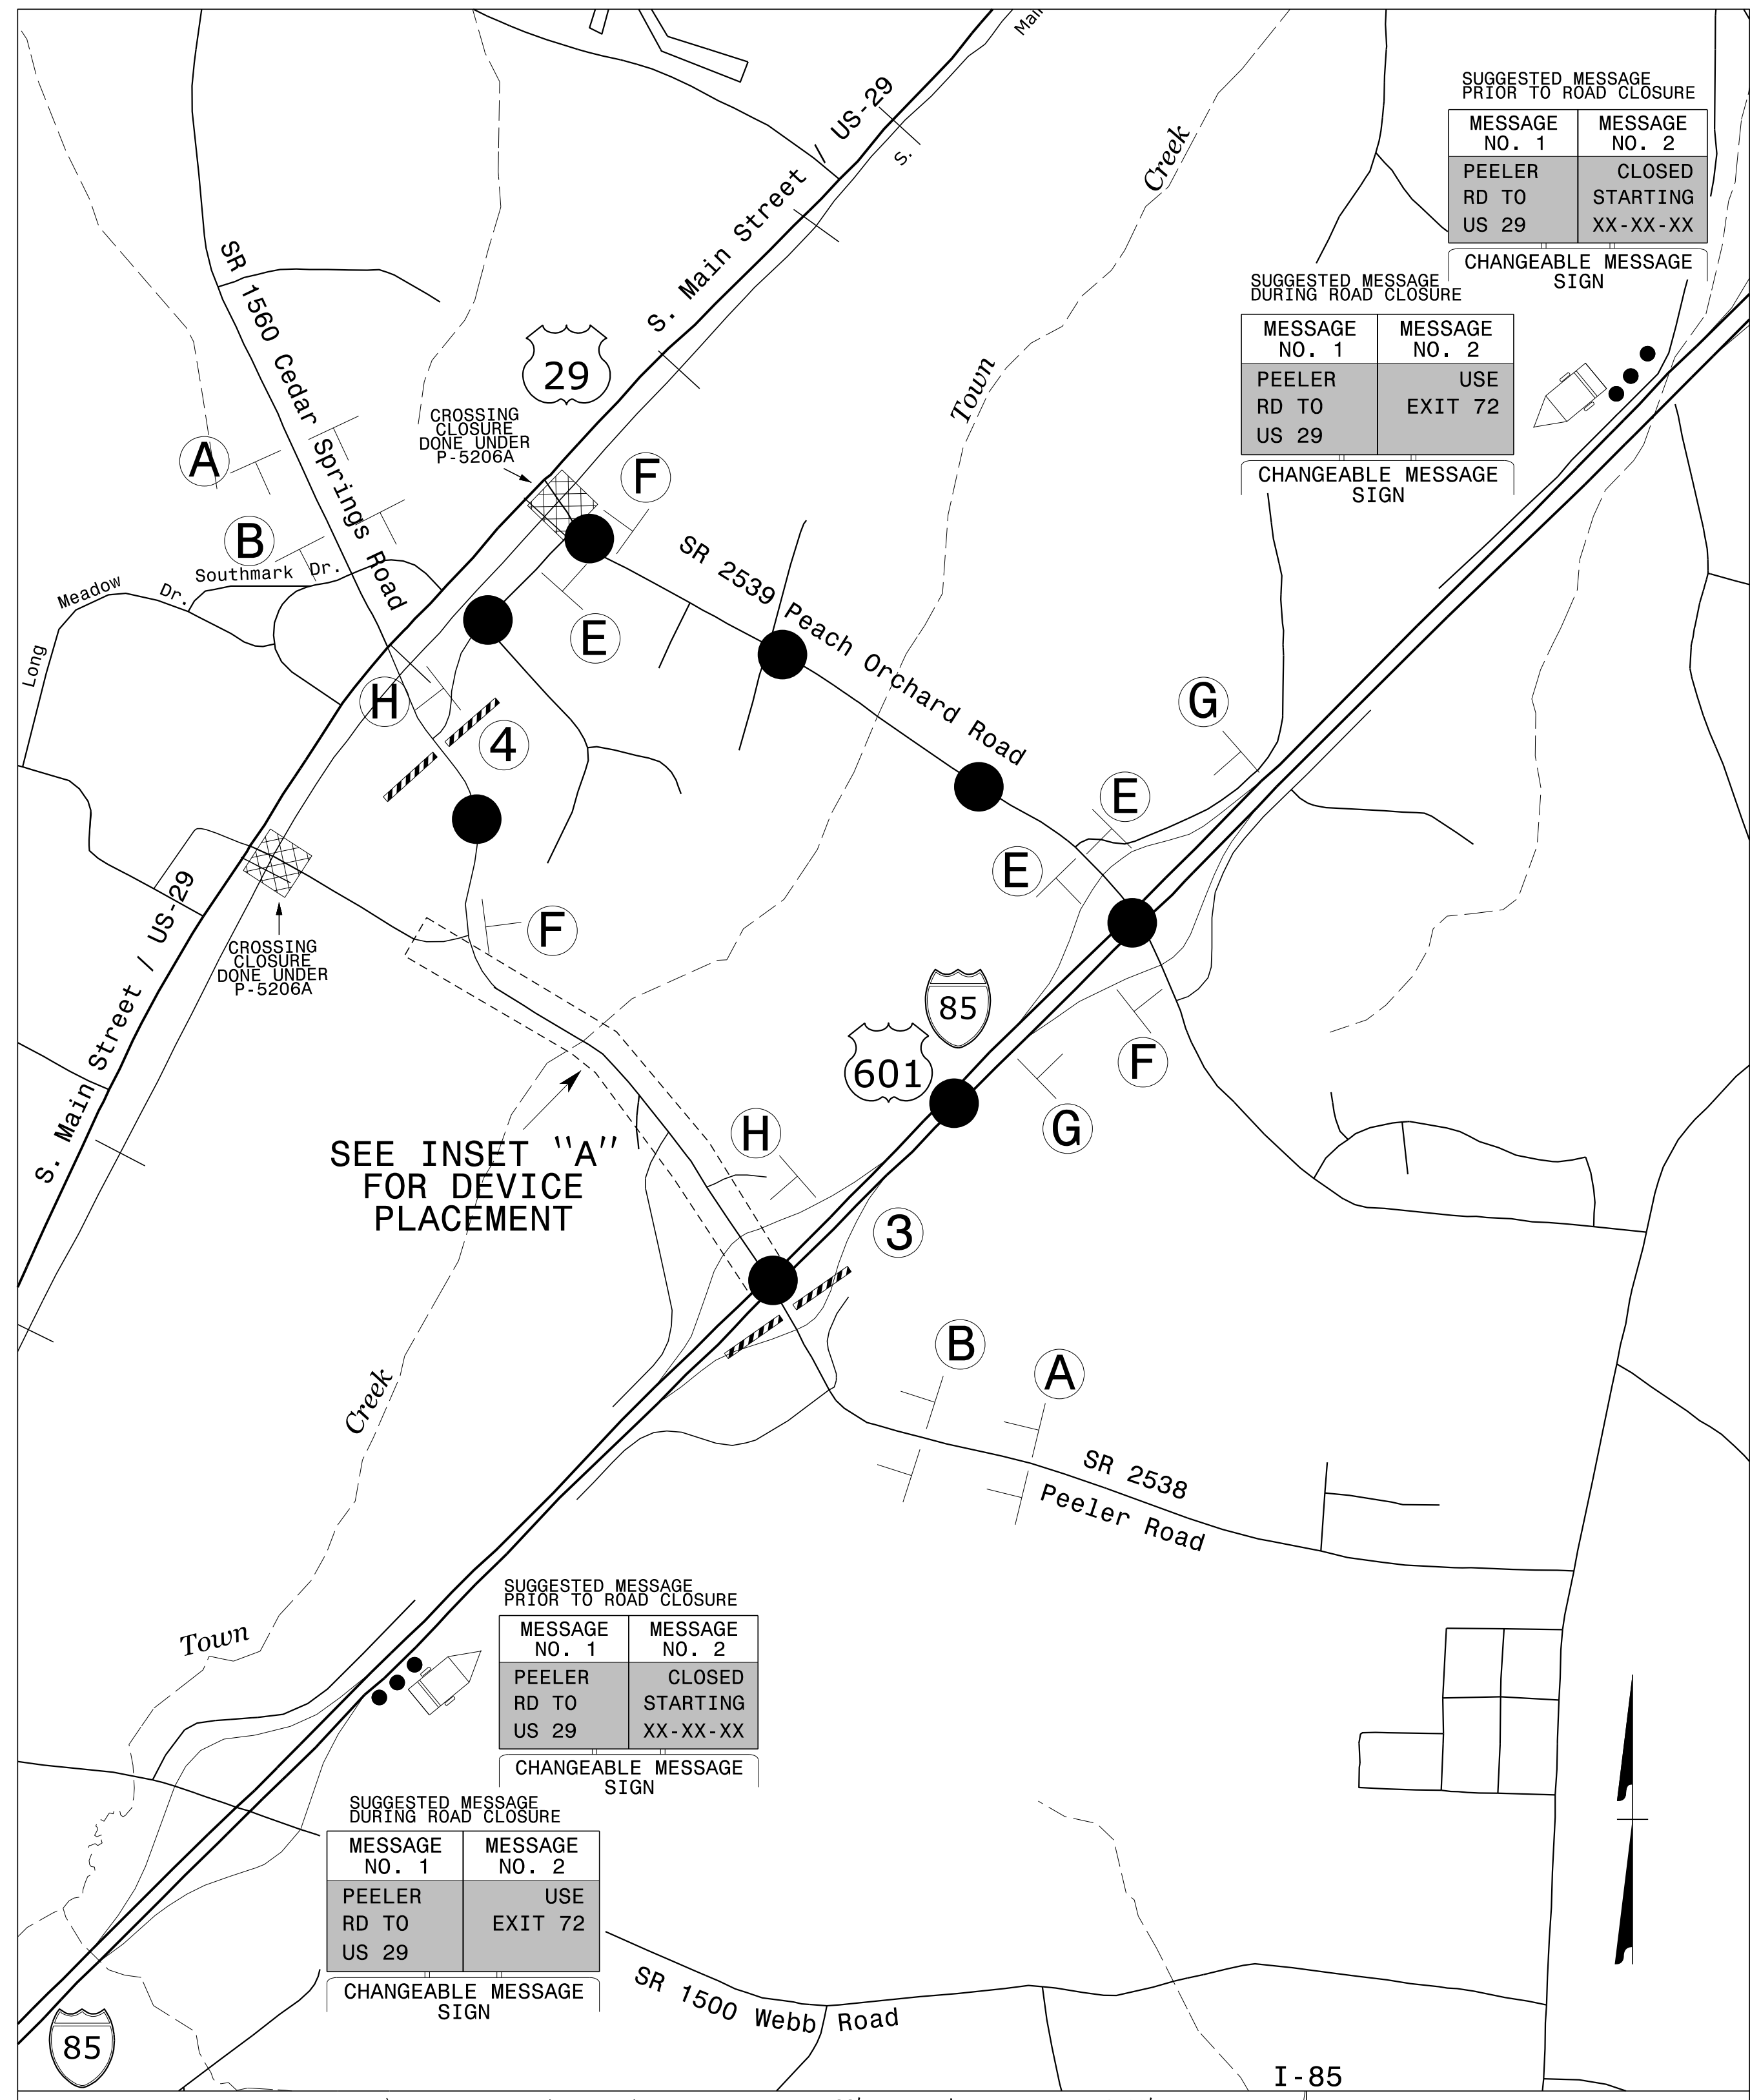 Main
S. Main Street / US-29
S.
Creek
SUGGESTED MESSAGE
PRIOR TO ROAD CLOSURE
MESSAGE NO. 1
MESSAGE NO. 2
PEELER
RD TO
US 29
CLOSED
STARTING
XX-XX-XX
CHANGEABLE MESSAGE
SIGN
SUGGESTED MESSAGE
DURING ROAD CLOSURE
MESSAGE NO. 1
MESSAGE NO. 2
PEELER
RD TO
US 29
USE
EXIT 72
CHANGEABLE MESSAGE
SIGN
SR 1560 Cedar Springs Road
29
Town
CROSSING
CLOSURE
DONE UNDER
P-5206A
A
B
F
SR 2539 Peach Orchard Road
Southmark Dr.
Long Meadow Dr.
E
H
4
G
E
E
F
CROSSING
CLOSURE
DONE UNDER
P-5206A
S. Main Street / US-29
85
601
F
G
H
SEE INSET "A"
FOR DEVICE
PLACEMENT
3
B
A
Creek
SR 2538
Peeler Road
Town
SUGGESTED MESSAGE
PRIOR TO ROAD CLOSURE
MESSAGE NO. 1
MESSAGE NO. 2
PEELER
RD TO
US 29
CLOSED
STARTING
XX-XX-XX
CHANGEABLE MESSAGE
SIGN
SUGGESTED MESSAGE
DURING ROAD CLOSURE
MESSAGE NO. 1
MESSAGE NO. 2
PEELER
RD TO
US 29
USE
EXIT 72
CHANGEABLE MESSAGE
SIGN
SR 1500 Webb Road
85
I-85